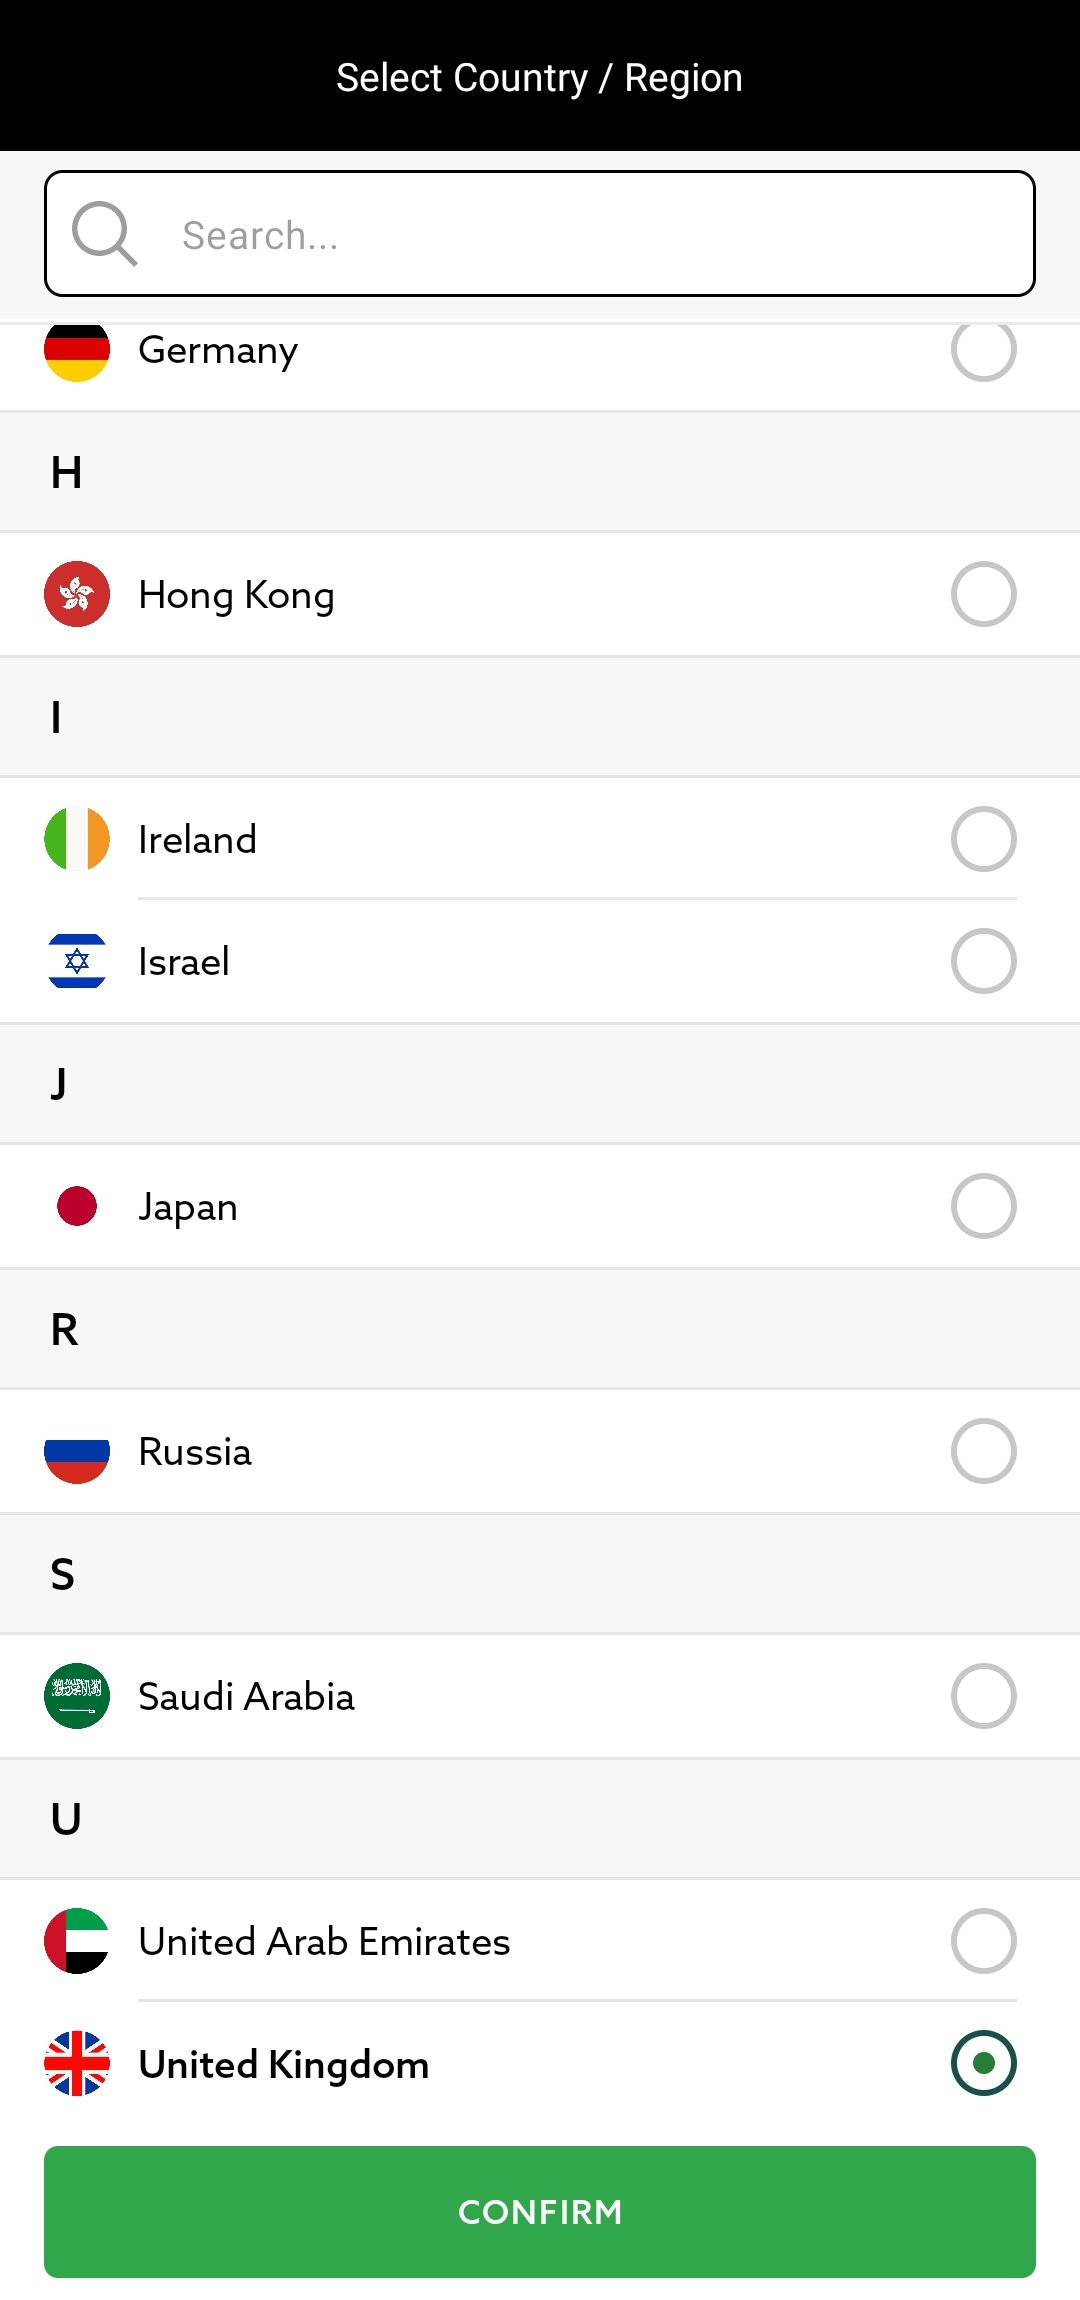 Select Country / Region
Search...
Germany
H
Hong Kong
I
Ireland
Israel
J
Japan
R
Russia
S
Saudi Arabia
U
United Arab Emirates
United Kingdom
CONFIRM